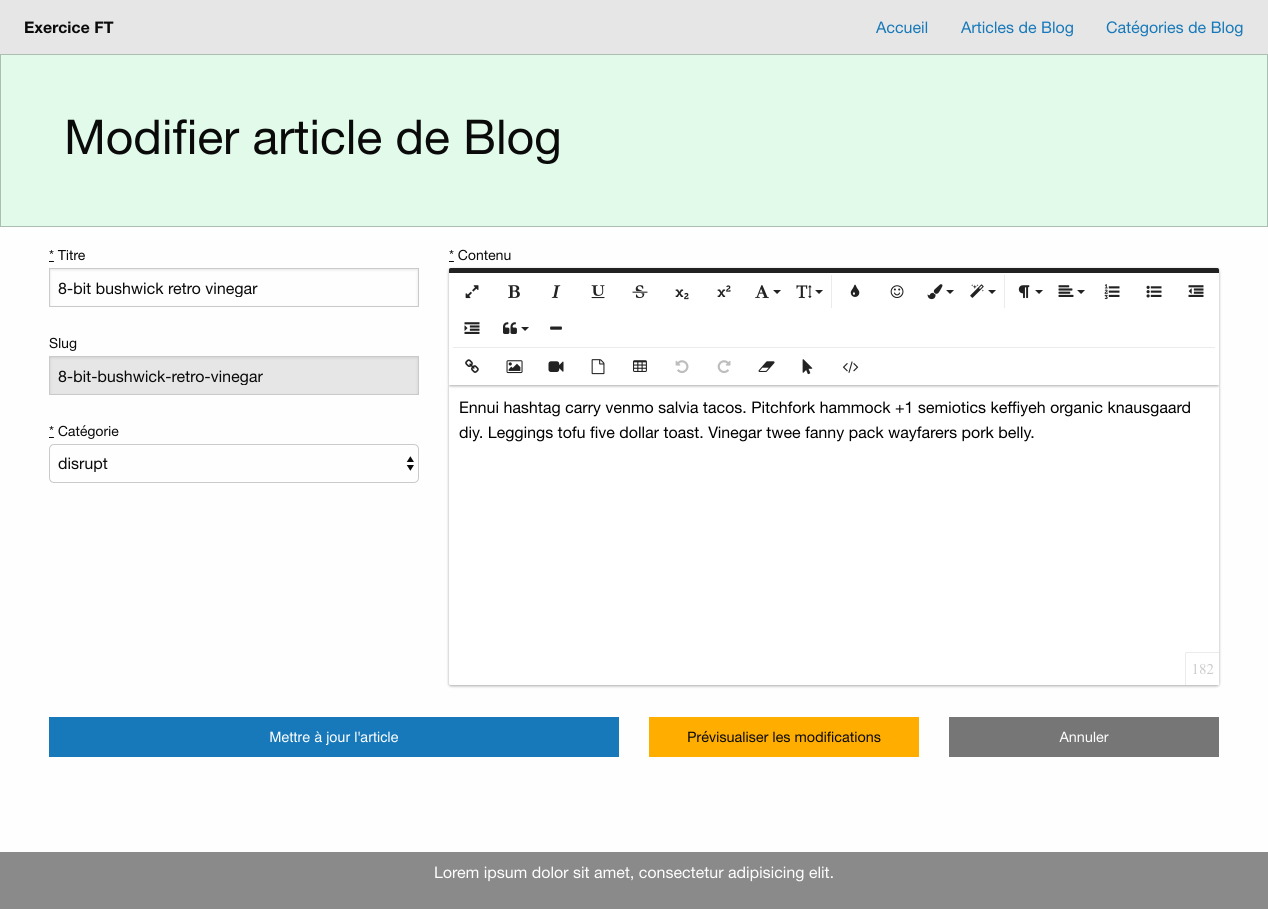 Exercice FT
Accueil
Articles de Blog
Catégories de Blog
Modifier article de Blog
* Titre
8-bit bushwick retro vinegar
Slug
8-bit-bushwick-retro-vinegar
* Catégorie
disrupt
* Contenu
Ennui hashtag carry venmo salvia tacos. Pitchfork hammock +1 semiotics keffiyeh organic knausgaard
diy. Leggings tofu five dollar toast. Vinegar twee fanny pack wayfarers pork belly.
182
Mettre à jour l'article
Prévisualiser les modifications
Annuler
Lorem ipsum dolor sit amet, consectetur adipisicing elit.